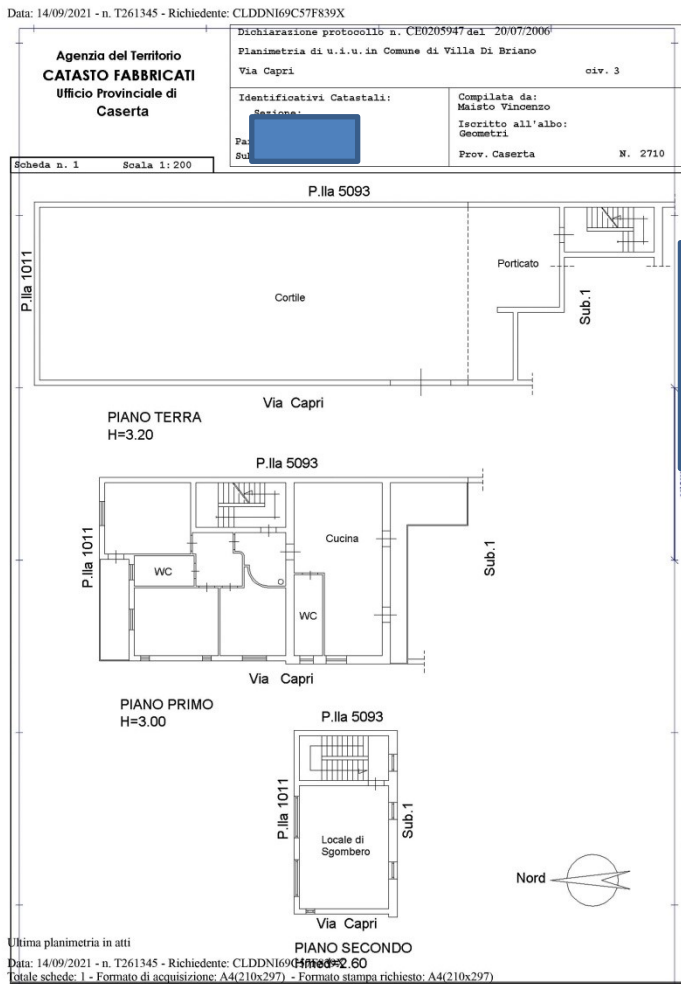 Data: 14/09/2021 - n. T261345 - Richiedente: CLDDNI69C57F839X
Agenzia del Territorio
CATASTO FABBRICATI
Ufficio Provinciale di
Caserta
Dichiarazione protocollo n. CE0205947 del 20/07/2006
Planimetria di u.i.u. in Comune di Villa Di Briano
Via Capri civ. 3
Identificativi Catastali:
Sezione:
Compilata da:
Maisto Vincenzo
Iscritto all'albo:
Geometri
Prov. Caserta N. 2710
Scheda n. 1 Scala 1:200
P.lla 5093
P.lla 1011
Cortile
Porticato
Sub.1
Via Capri
PIANO TERRA
H=3.20
P.lla 5093
P.lla 1011
WC
Cucina
WC
Sub.1
Via Capri
PIANO PRIMO
H=3.00
P.lla 5093
P.lla 1011
Locale di
Sgombero
Sub.1
Via Capri
Nord
PIANO SECONDO
Hmed=2.60
Ultima planimetria in atti
Data: 14/09/2021 - n. T261345 - Richiedente:
Totale schede: 1 - Formato di acquisizione: A4(210x297) - Formato stampa richiesto: A4(210x297)